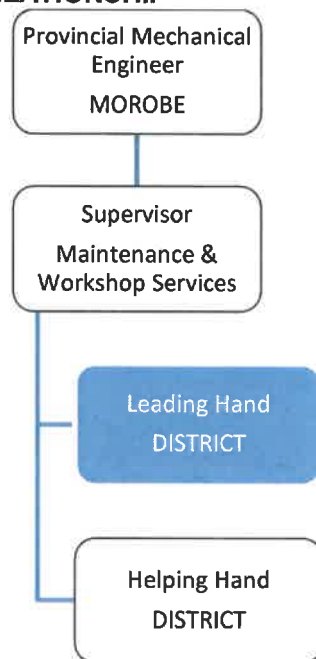 Provincial Mechanical
Engineer
MOROBE
Supervisor
Maintenance &
Workshop Services
Leading Hand
DISTRICT
Helping Hand
DISTRICT